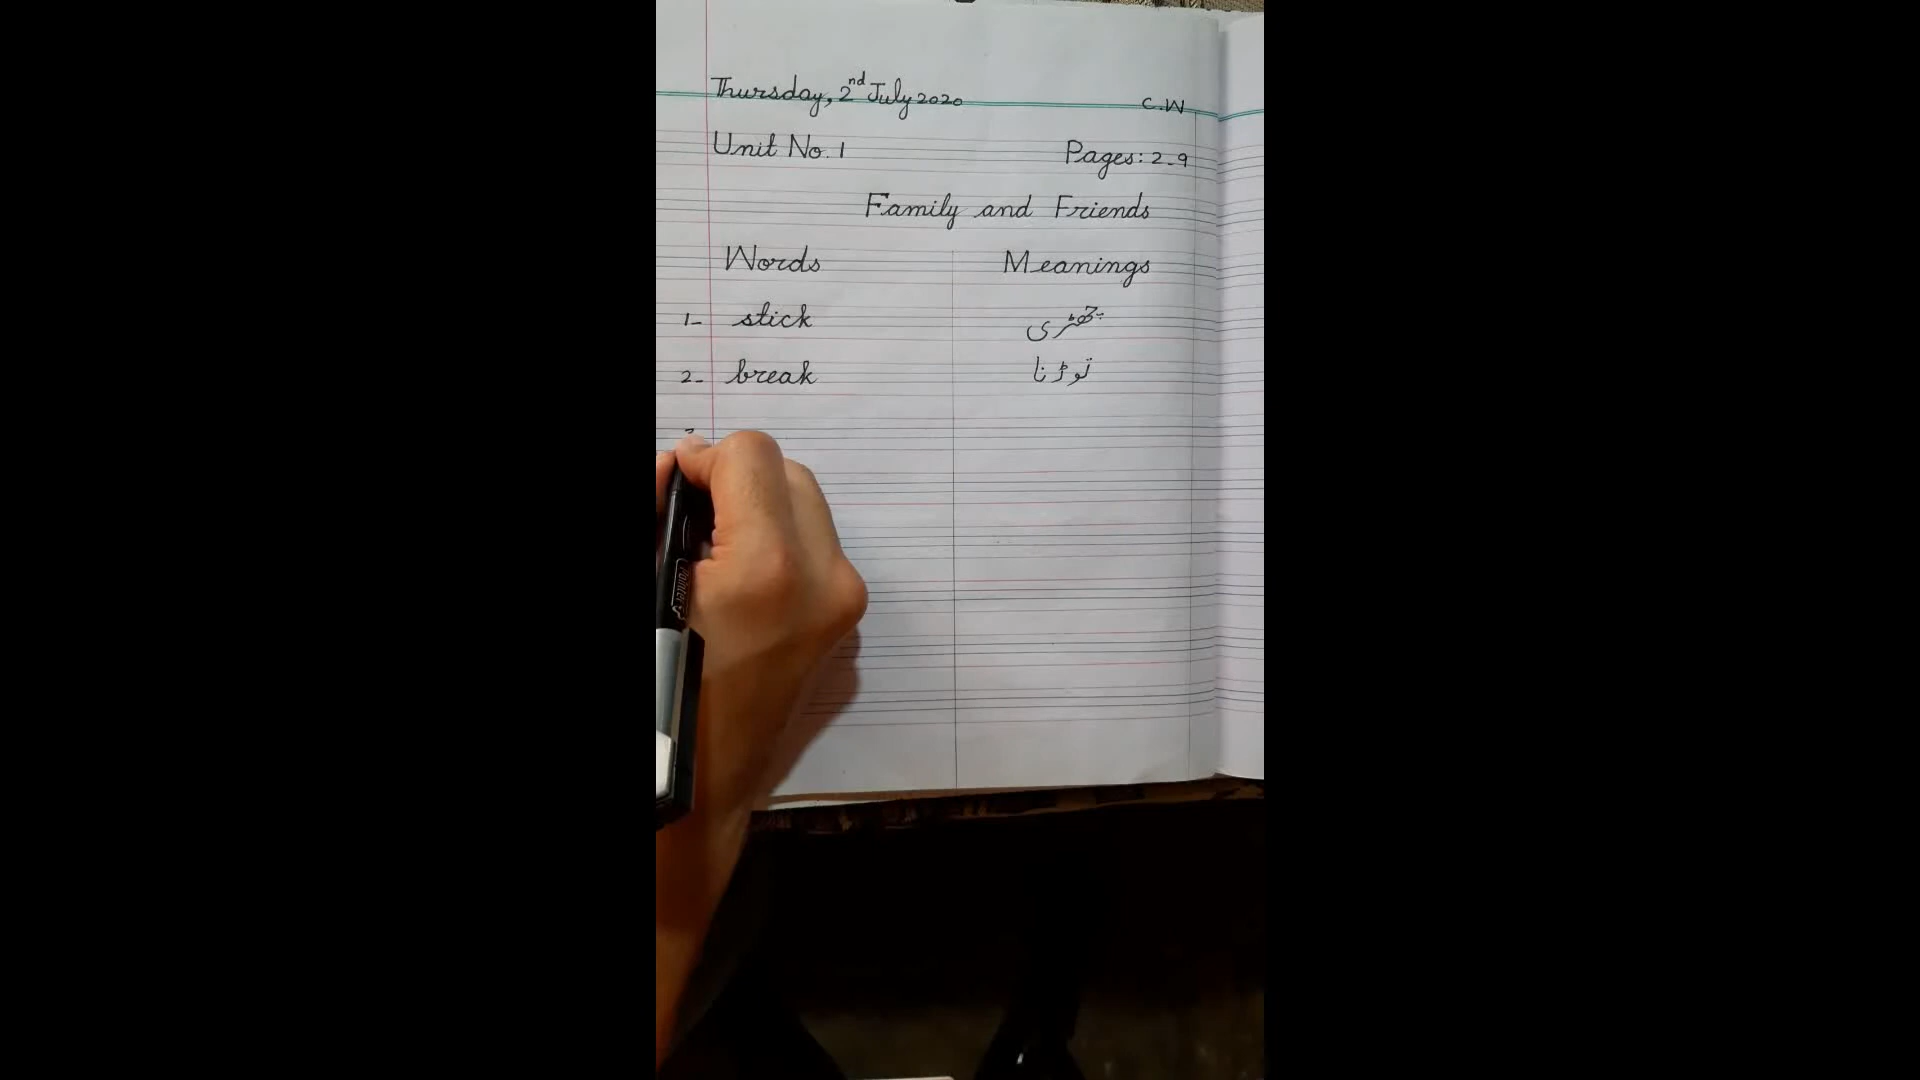 Thursday, 2nd July 2020 C.W
Unit No. 1 Pages: 2-9
Family and Friends
Words Meanings
1- stick چھڑی
2- break توڑنا
Pointer